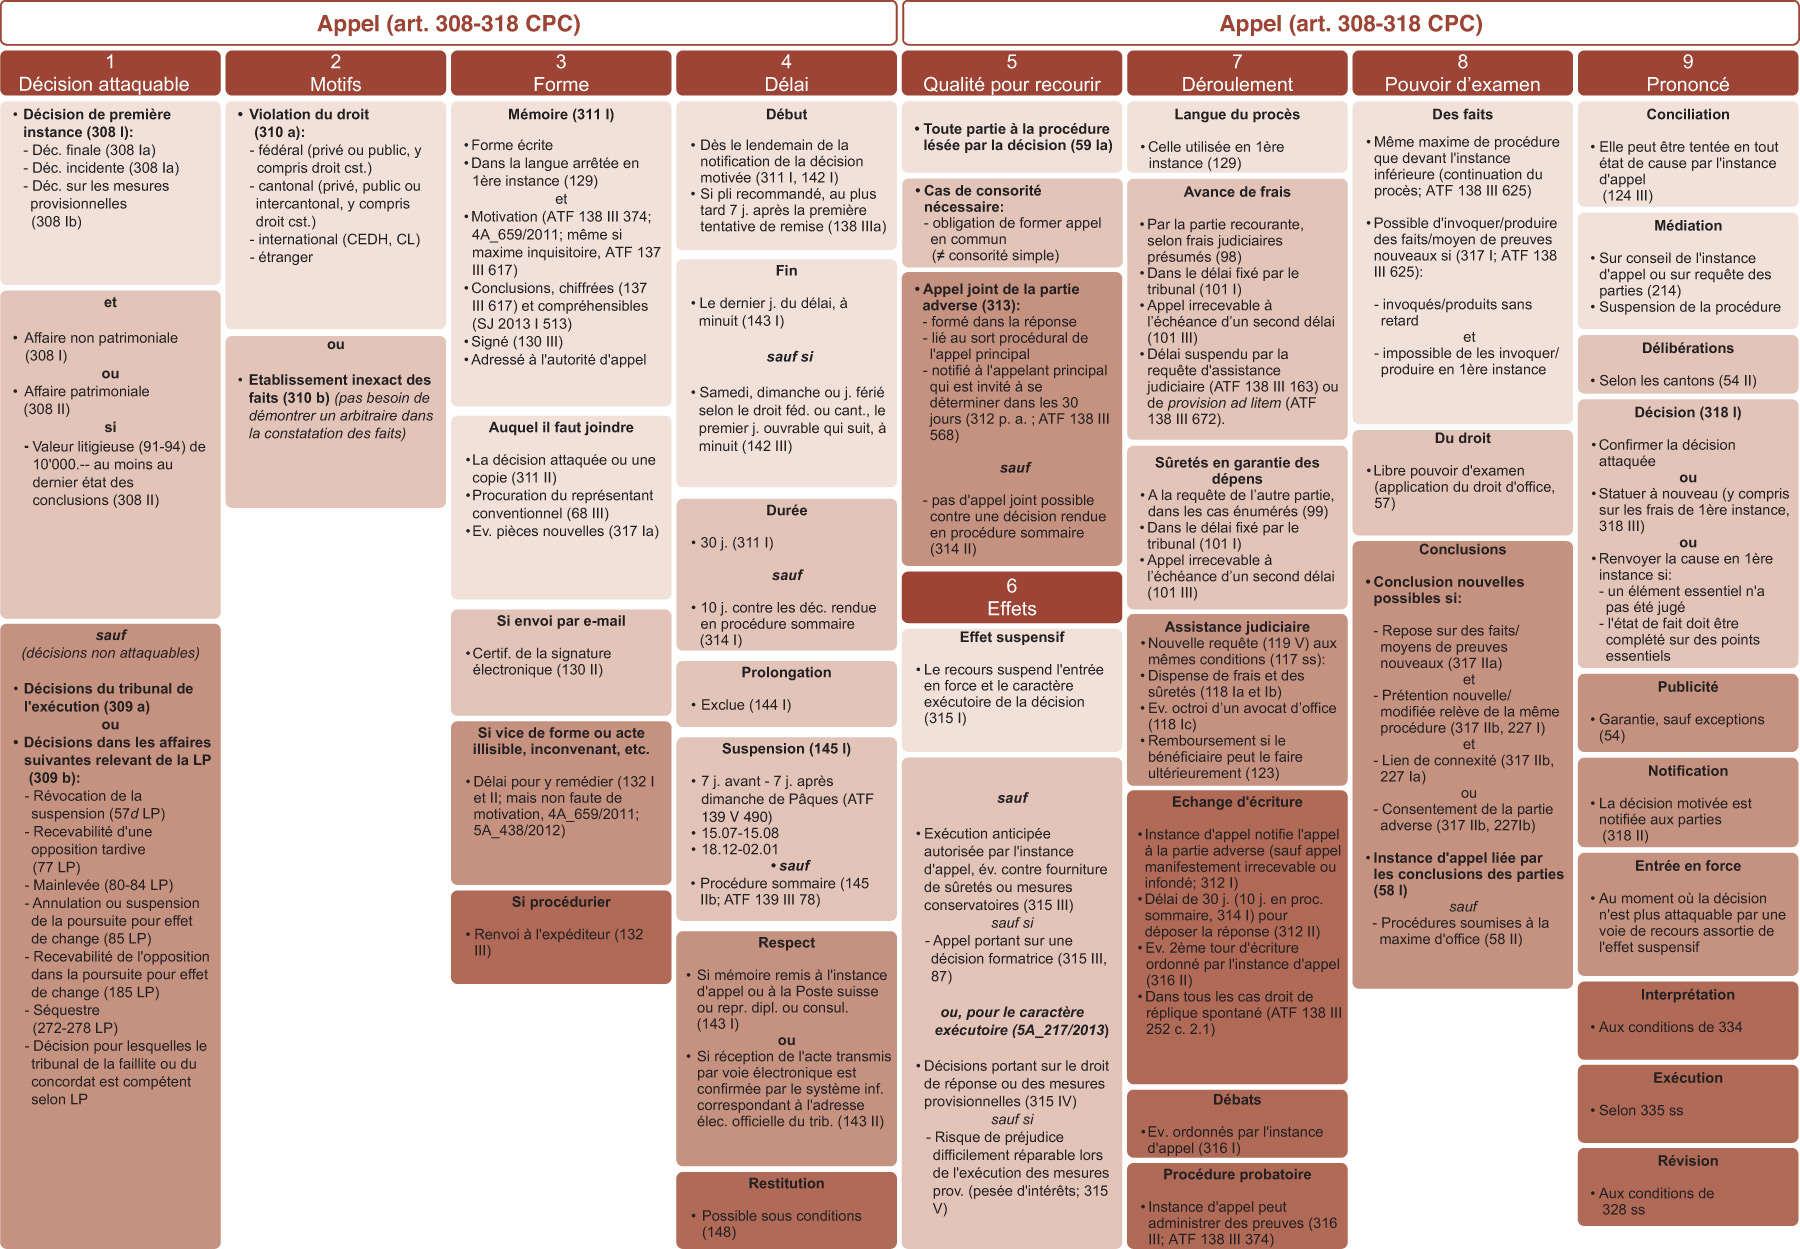 Appel (art. 308-318 CPC)
Appel (art. 308-318 CPC)
1
Décision attaquable
• Décision de première
instance (308 I):
- Déc. finale (308 Ia)
- Déc. incidente (308 Ia)
- Déc. sur les mesures
provisionnelles
(308 Ib)
et
• Affaire non patrimoniale
(308 I)
ou
• Affaire patrimoniale
(308 II)
si
- Valeur litigieuse (91-94) de
10'000.-- au moins au
dernier état des
conclusions (308 II)
sauf
(décisions non attaquables)
• Décisions du tribunal de
l'exécution (309 a)
ou
• Décisions dans les affaires
suivantes relevant de la LP
(309 b):
- Révocation de la
suspension (57d LP)
- Recevabilité d'une
opposition tardive
(77 LP)
- Mainlevée (80-84 LP)
- Annulation ou suspension
de la poursuite pour effet
de change (85 LP)
- Recevabilité de l'opposition
dans la poursuite pour effet
de change (185 LP)
- Séquestre
(272-278 LP)
- Décision pour lesquelles le
tribunal de la faillite ou du
concordat est compétent
selon LP
2
Motifs
• Violation du droit
(310 a):
- fédéral (privé ou public, y
compris droit cst.)
- cantonal (privé, public ou
intercantonal, y compris
droit cst.)
- international (CEDH, CL)
- étranger
ou
• Etablissement inexact des
faits (310 b) (pas besoin de
démontrer un arbitraire dans
la constatation des faits)
3
Forme
Mémoire (311 I)
• Forme écrite
• Dans la langue arrêtée en
1ère instance (129)
et
• Motivation (ATF 138 III 374;
4A_659/2011; même si
maxime inquisitoire, ATF 137
III 617)
• Conclusions, chiffrées (137
III 617) et compréhensibles
(SJ 2013 I 513)
• Signé (130 III)
• Adressé à l'autorité d'appel
Auquel il faut joindre
• La décision attaquée ou une
copie (311 II)
• Procuration du représentant
conventionnel (68 III)
• Ev. pièces nouvelles (317 Ia)
Si envoi par e-mail
• Certif. de la signature
électronique (130 II)
Si vice de forme ou acte
illisible, inconvenant, etc.
• Délai pour y remédier (132 I
et II; mais non faute de
motivation, 4A_659/2011;
5A_438/2012)
Si procédurier
• Renvoi à l'expéditeur (132
III)
4
Délai
Début
• Dès le lendemain de la
notification de la décision
motivée (311 I, 142 I)
• Si pli recommandé, au plus
tard 7 j. après la première
tentative de remise (138 IIIa)
Fin
• Le dernier j. du délai, à
minuit (143 I)
sauf si
• Samedi, dimanche ou j. férié
selon le droit féd. ou cant., le
premier j. ouvrable qui suit, à
minuit (142 III)
Durée
• 30 j. (311 I)
sauf
• 10 j. contre les déc. rendue
en procédure sommaire
(314 I)
Prolongation
• Exclue (144 I)
Suspension (145 I)
• 7 j. avant - 7 j. après
dimanche de Pâques (ATF
139 V 490)
• 15.07-15.08
• 18.12-02.01
• sauf
• Procédure sommaire (145
IIb; ATF 139 III 78)
Respect
• Si mémoire remis à l'instance
d'appel ou à la Poste suisse
ou repr. dipl. ou consul.
(143 I)
ou
• Si réception de l'acte transmis
par voie électronique est
confirmée par le système inf.
correspondant à l'adresse
élec. officielle du trib. (143 II)
Restitution
• Possible sous conditions
(148)
5
Qualité pour recourir
• Toute partie à la procédure
lésée par la décision (59 Ia)
• Cas de consorité
nécessaire:
- obligation de former appel
en commun
(≠ consorité simple)
• Appel joint de la partie
adverse (313):
- formé dans la réponse
- lié au sort procédural de
l'appel principal
- notifié à l'appelant principal
qui est invité à se
déterminer dans les 30
jours (312 p. a. ; ATF 138 III
568)
sauf
- pas d'appel joint possible
contre une décision rendue
en procédure sommaire
(314 II)
6
Effets
Effet suspensif
• Le recours suspend l'entrée
en force et le caractère
exécutoire de la décision
(315 I)
sauf
• Exécution anticipée
autorisée par l'instance
d'appel, év. contre fourniture
de sûretés ou mesures
conservatoires (315 III)
sauf si
- Appel portant sur une
décision formatrice (315 III,
87)
ou, pour le caractère
exécutoire (5A_217/2013)
• Décisions portant sur le droit
de réponse ou des mesures
provisionnelles (315 IV)
sauf si
- Risque de préjudice
difficilement réparable lors
de l'exécution des mesures
prov. (pesée d'intérêts; 315
V)
7
Déroulement
Langue du procès
• Celle utilisée en 1ère
instance (129)
Avance de frais
• Par la partie recourante,
selon frais judiciaires
présumés (98)
• Dans le délai fixé par le
tribunal (101 I)
• Appel irrecevable à
l'échéance d'un second délai
(101 III)
• Délai suspendu par la
requête d'assistance
judiciaire (ATF 138 III 163) ou
de provision ad litem (ATF
138 III 672).
Sûretés en garantie des
dépens
• A la requête de l'autre partie,
dans les cas énumérés (99)
• Dans le délai fixé par le
tribunal (101 I)
• Appel irrecevable à
l'échéance d'un second délai
(101 III)
Assistance judiciaire
• Nouvelle requête (119 V) aux
mêmes conditions (117 ss):
• Dispense de frais et des
sûretés (118 Ia et Ib)
• Ev. octroi d'un avocat d'office
(118 Ic)
• Remboursement si le
bénéficiaire peut le faire
ultérieurement (123)
Echange d'écriture
• Instance d'appel notifie l'appel
à la partie adverse (sauf appel
manifestement irrecevable ou
infondé; 312 I)
• Délai de 30 j. (10 j. en proc.
sommaire, 314 I) pour
déposer la réponse (312 II)
• Ev. 2ème tour d'écriture
ordonné par l'instance d'appel
(316 II)
• Dans tous les cas droit de
réplique spontané (ATF 138 III
252 c. 2.1)
Débats
• Ev. ordonnés par l'instance
d'appel (316 I)
Procédure probatoire
• Instance d'appel peut
administrer des preuves (316
III; ATF 138 III 374)
8
Pouvoir d'examen
Des faits
• Même maxime de procédure
que devant l'instance
inférieure (continuation du
procès; ATF 138 III 625)
• Possible d'invoquer/produire
des faits/moyen de preuves
nouveaux si (317 I; ATF 138
III 625):
- invoqués/produits sans
retard
et
- impossible de les invoquer/
produire en 1ère instance
Du droit
• Libre pouvoir d'examen
(application du droit d'office,
57)
Conclusions
• Conclusion nouvelles
possibles si:
- Repose sur des faits/
moyens de preuves
nouveaux (317 IIa)
et
- Prétention nouvelle/
modifiée relève de la même
procédure (317 IIb, 227 I)
et
- Lien de connexité (317 IIb,
227 Ia)
ou
- Consentement de la partie
adverse (317 IIb, 227Ib)
• Instance d'appel liée par
les conclusions des parties
(58 I)
sauf
- Procédures soumises à la
maxime d'office (58 II)
9
Prononcé
Conciliation
• Elle peut être tentée en tout
état de cause par l'instance
d'appel
(124 III)
Médiation
• Sur conseil de l'instance
d'appel ou sur requête des
parties (214)
• Suspension de la procédure
Délibérations
• Selon les cantons (54 II)
Décision (318 I)
• Confirmer la décision
attaquée
ou
• Statuer à nouveau (y compris
sur les frais de 1ère instance,
318 III)
ou
• Renvoyer la cause en 1ère
instance si:
- un élément essentiel n'a
pas été jugé
- l'état de fait doit être
complété sur des points
essentiels
Publicité
• Garantie, sauf exceptions
(54)
Notification
• La décision motivée est
notifiée aux parties
(318 II)
Entrée en force
• Au moment où la décision
n'est plus attaquable par une
voie de recours assortie de
l'effet suspensif
Interprétation
• Aux conditions de 334
Exécution
• Selon 335 ss
Révision
• Aux conditions de
328 ss